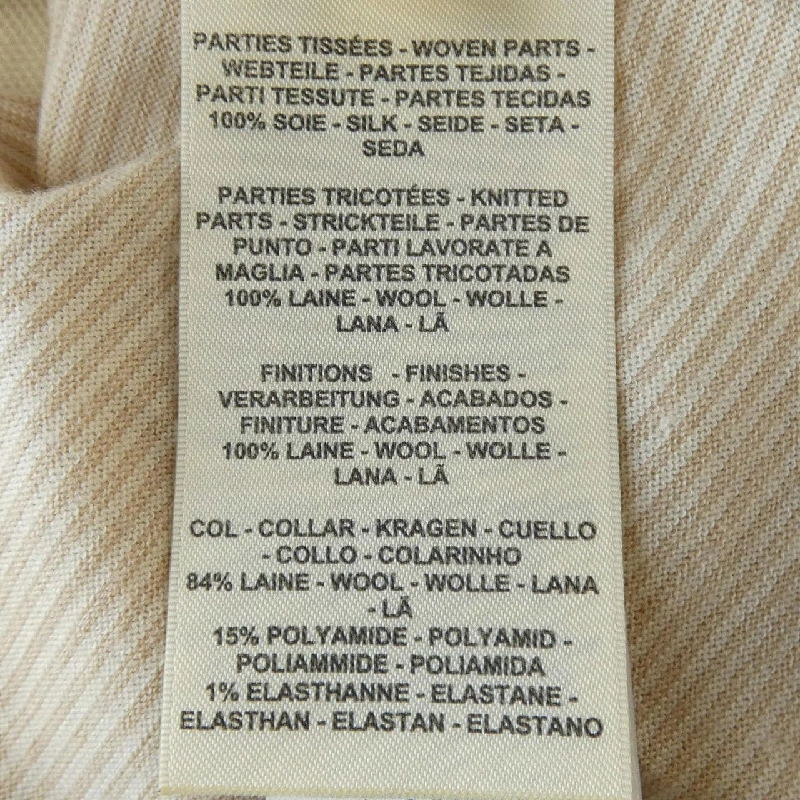 PARTIES TISSÉES - WOVEN PARTS -
WEBTEILE - PARTES TEJIDAS -
PARTI TESSUTE - PARTES TECIDAS
100% SOIE - SILK - SEIDE - SETA -
SEDA
PARTIES TRICOTÉES - KNITTED
PARTS - STRICKTEILE - PARTES DE
PUNTO - PARTI LAVORATE A
MAGLIA - PARTES TRICOTADAS
100% LAINE - WOOL - WOLLE -
LANA - LÃ
FINITIONS - FINISHES -
VERARBEITUNG - ACABADOS -
FINITURE - ACABAMENTOS
100% LAINE - WOOL - WOLLE -
LANA - LÃ
COL - COLLAR - KRAGEN - CUELLO
- COLLO - COLARINHO
84% LAINE - WOOL - WOLLE - LANA
- LÃ
15% POLYAMIDE - POLYAMID -
POLIAMMIDE - POLIAMIDA
1% ELASTHANNE - ELASTANE -
ELASTHAN - ELASTAN - ELASTANO